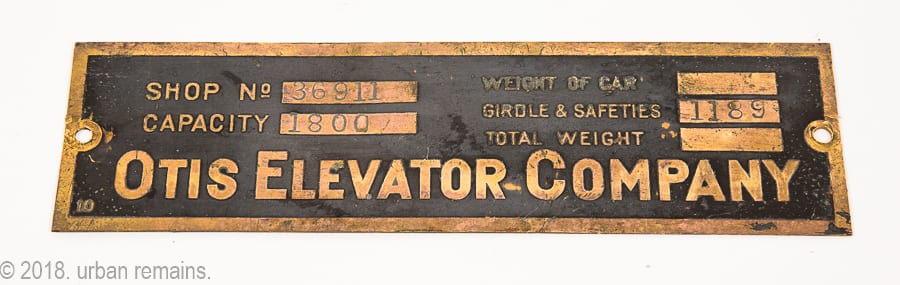 SHOP No 36911
CAPACITY 1800
WEIGHT OF CAR
GIRDLE & SAFETIES 1189
TOTAL WEIGHT
OTIS ELEVATOR COMPANY
10
© 2018. urban remains.